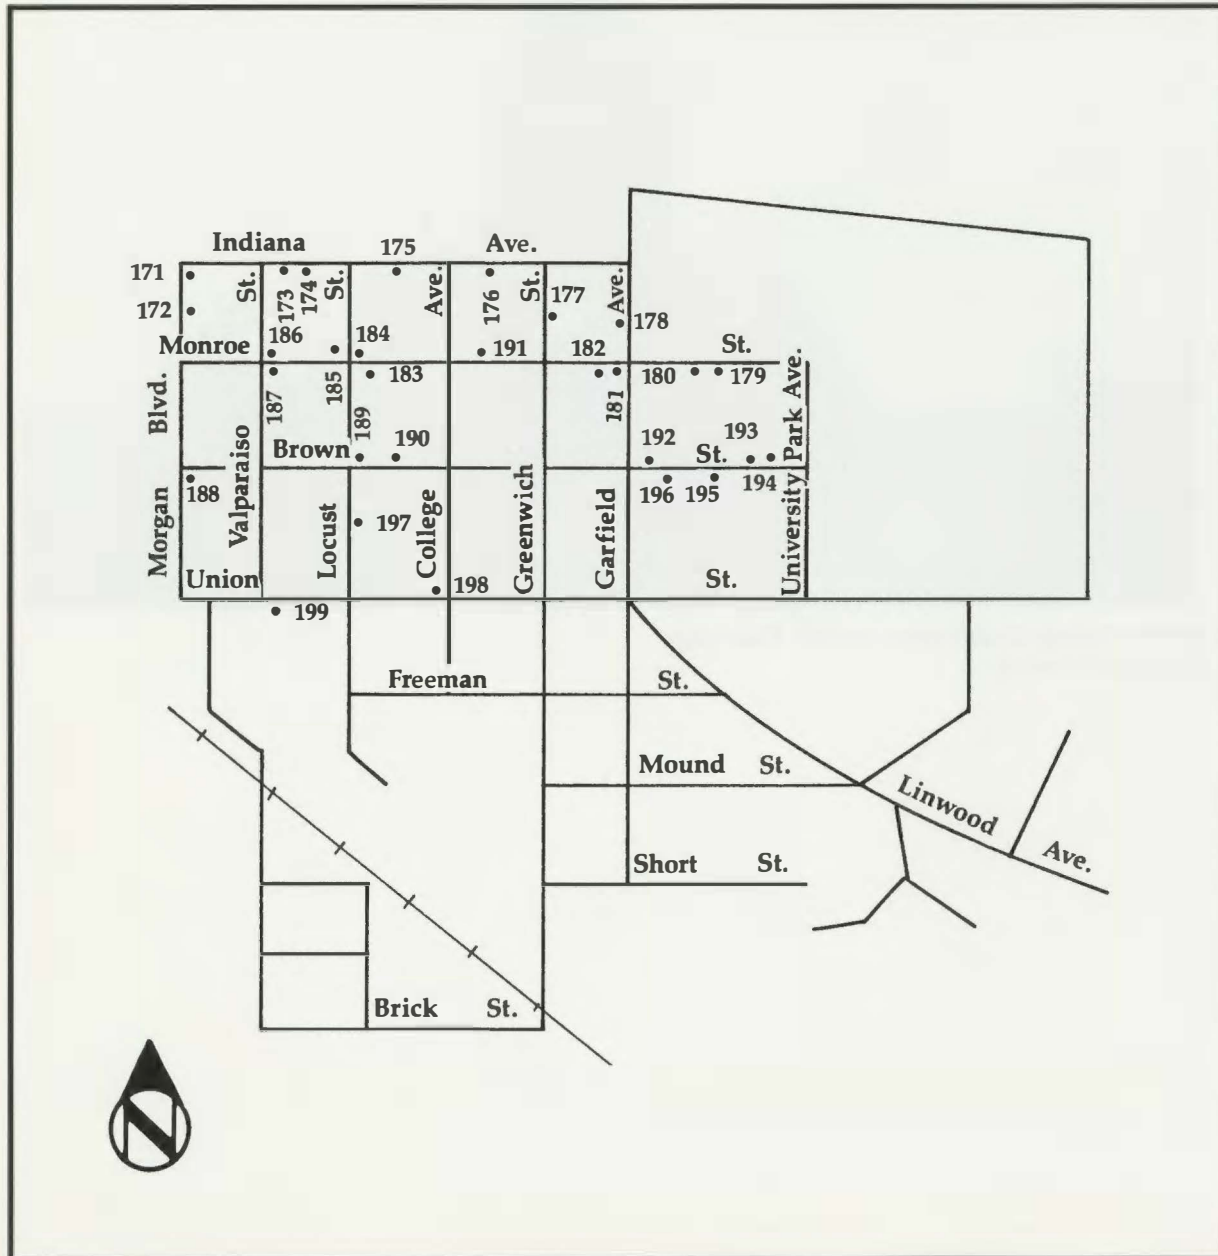 Indiana Ave.
175
171
172
St.
173
174
St.
Ave.
176
St.
177
Ave.
178
186
184
Monroe St.
191
182
185
183
180
179
181
187
189
190
Blvd.
Brown St.
192
193
194
188
196
195
Morgan
Valparaiso
Locust
197
College
Greenwich
Garfield
University Park Ave.
Union St.
198
199
Freeman St.
Mound St.
Linwood Ave.
Short St.
Brick St.
N